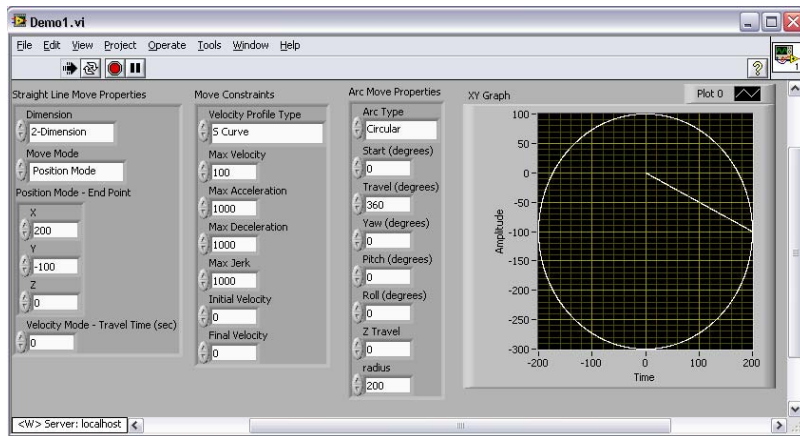 Demo1.vi
File Edit View Project Operate Tools Window Help
1
Straight Line Move Properties
Dimension
2-Dimension
Move Mode
Position Mode
Position Mode - End Point
X
200
Y
-100
Z
0
Velocity Mode - Travel Time (sec)
0
Move Constraints
Velocity Profile Type
S Curve
Max Velocity
100
Max Acceleration
1000
Max Deceleration
1000
Max Jerk
1000
Initial Velocity
0
Final Velocity
0
Arc Move Properties
Arc Type
Circular
Start (degrees)
0
Travel (degrees)
360
Yaw (degrees)
0
Pitch (degrees)
0
Roll (degrees)
0
Z Travel
0
radius
200
XY Graph
Plot 0
Amplitude
100
50
0
-50
-100
-150
-200
-250
-300
-200 -100 0 100 200
Time
<W> Server: localhost